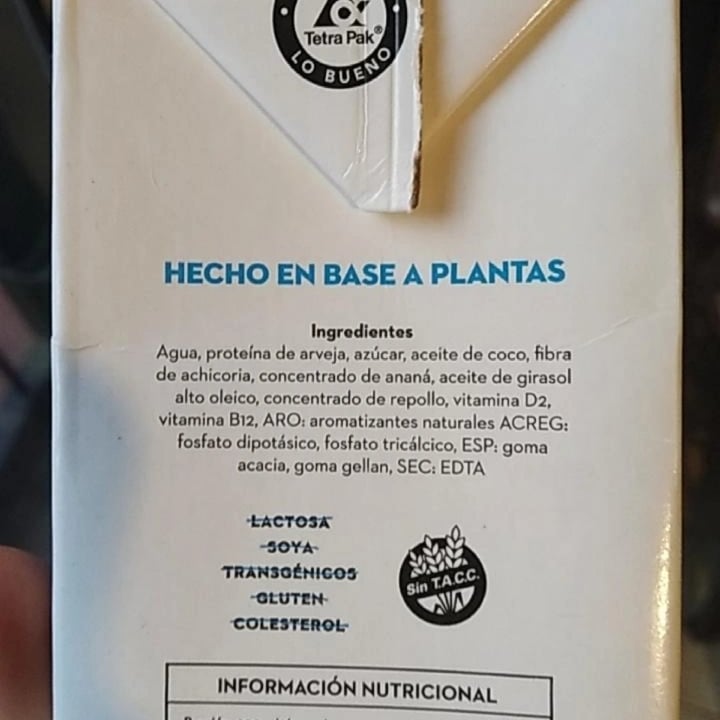 Tetra Pak®
LO BUENO
HECHO EN BASE A PLANTAS
Ingredientes
Agua, proteína de arveja, azúcar, aceite de coco, fibra
de achicoria, concentrado de ananá, aceite de girasol
alto oleico, concentrado de repollo, vitamina D2,
vitamina B12, ARO: aromatizantes naturales ACREG:
fosfato dipotásico, fosfato tricálcico, ESP: goma
acacia, goma gellan, SEC: EDTA
LACTOSA
SOYA
TRANSGÉNICOS
GLUTEN
COLESTEROL
Sin T.A.C.C.
INFORMACIÓN NUTRICIONAL